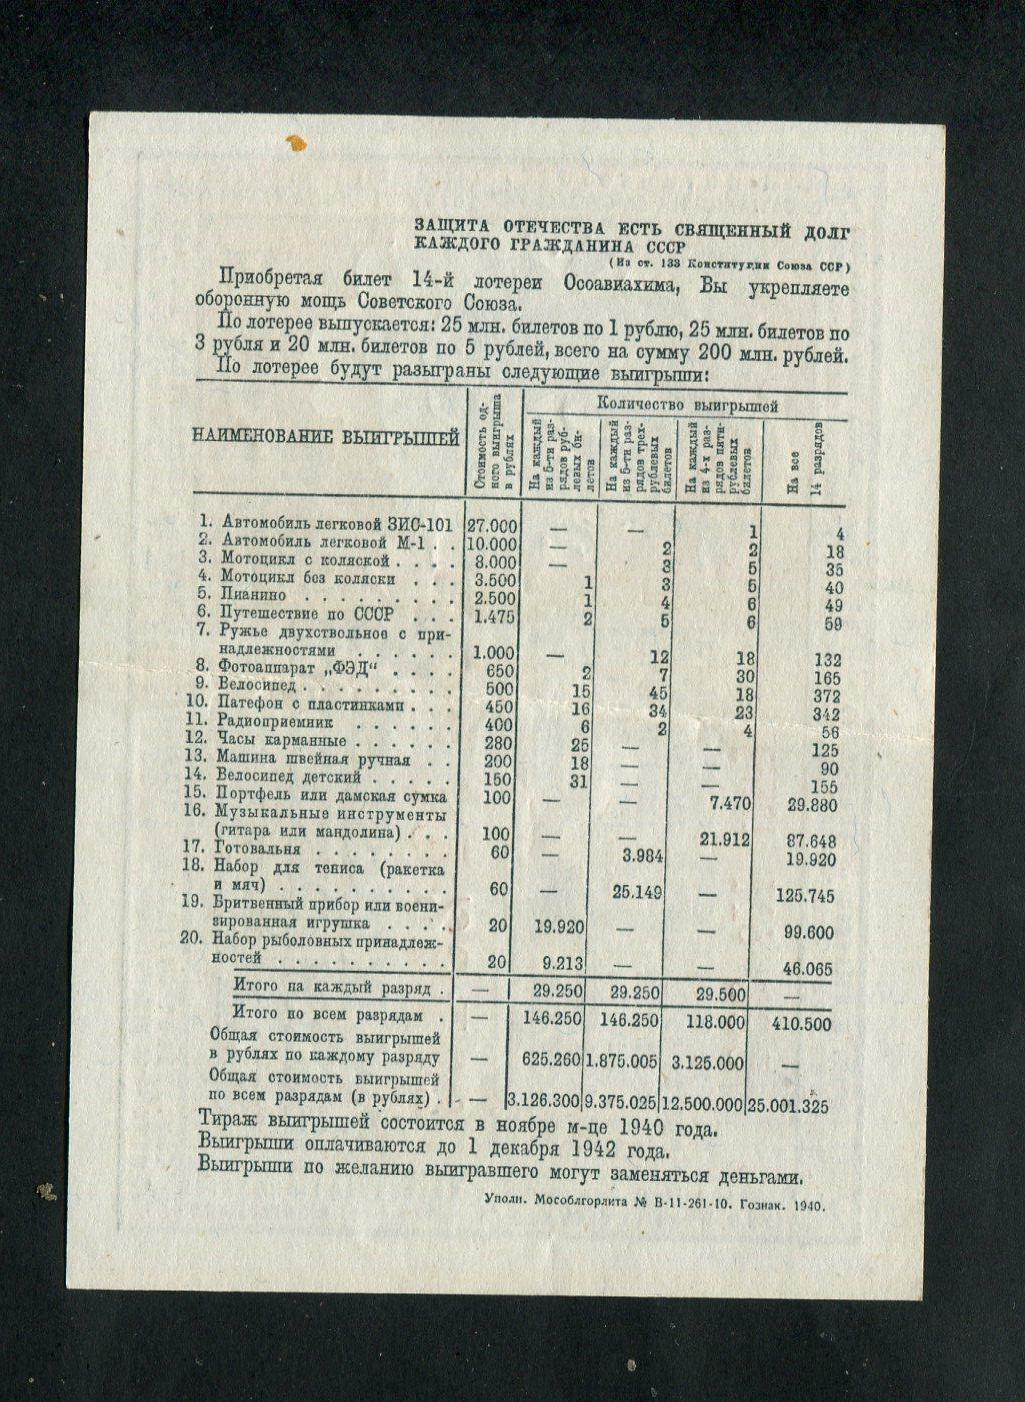 ЗАЩИТА ОТЕЧЕСТВА ЕСТЬ СВЯЩЕННЫЙ ДОЛГ
КАЖДОГО ГРАЖДАНИНА СССР
(Из ст. 133 Конституции Союза ССР)
Приобретая билет 14-й лотереи Осоавиахима, Вы укрепляете
оборонную мощь Советского Союза.
По лотерее выпускается: 25 млн. билетов по 1 рублю, 25 млн. билетов по
3 рубля и 20 млн. билетов по 5 рублей, всего на сумму 200 млн. рублей.
По лотерее будут разыграны следующие выигрыши:
НАИМЕНОВАНИЕ ВЫИГРЫШЕЙ
Стоимость од-
ного выигрыша
в рублях
Количество выигрышей
На каждый
из 5-ти раз-
рядов руб-
левых би-
летов
На каждый
из 5-ти раз-
рядов трех-
рублевых
билетов
На каждый
из 4-х раз-
рядов пяти-
рублевых
билетов
На все
14 разрядов
1. Автомобиль легковой ЗИС-101 27.000 — — 1 4
2. Автомобиль легковой М-1 . . 10.000 — 2 2 18
3. Мотоцикл с коляской . . . . 8.000 — 3 5 35
4. Мотоцикл без коляски . . . 3.500 1 3 5 40
5. Пианино . . . . . . . . . 2.500 1 4 6 49
6. Путешествие по СССР . . . 1.475 2 5 6 59
7. Ружье двухствольное с при-
надлежностями . . . . . . 1.000 — 12 18 132
8. Фотоаппарат „ФЭД“ . . . . 650 2 7 30 165
9. Велосипед . . . . . . . . . 500 15 45 18 372
10. Патефон с пластинками . . . 450 16 34 23 342
11. Радиоприемник . . . . . . 400 6 2 4 56
12. Часы карманные . . . . . . 280 25 — — 125
13. Машина швейная ручная . . 200 18 — — 90
14. Велосипед детский . . . . . 150 31 — — 155
15. Портфель или дамская сумка 100 — — 7.470 29.880
16. Музыкальные инструменты
(гитара или мандолина) . . . 100 — — 21.912 87.648
17. Готовальня . . . . . . . . 60 — 3.984 — 19.920
18. Набор для тениса (ракетка
и мяч) . . . . . . . . . . 60 — 25.149 — 125.745
19. Бритвенный прибор или воени-
зированная игрушка . . . . 20 19.920 — — 99.600
20. Набор рыболовных принадлеж-
ностей . . . . . . . . . . 20 9.213 — — 46.065
Итого на каждый разряд . — 29.250 29.250 29.500 —
Итого по всем разрядам . — 146.250 146.250 118.000 410.500
Общая стоимость выигрышей
в рублях по каждому разряду — 625.260 1.875.005 3.125.000 —
Общая стоимость выигрышей
по всем разрядам (в рублях) . — 3.126.300 9.375.025 12.500.000 25.001.325
Тираж выигрышей состоится в ноябре м-це 1940 года.
Выигрыши оплачиваются до 1 декабря 1942 года.
Выигрыши по желанию выигравшего могут заменяться деньгами.
Уполн. Мособлгорлита № В-11-261-10. Гознак. 1940.